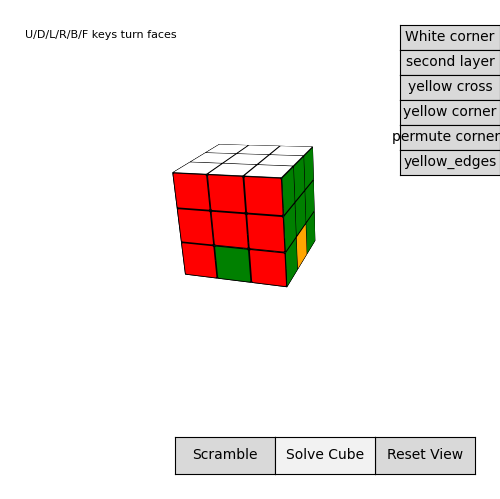 U/D/L/R/B/F keys turn faces
White corner
second layer
yellow cross
yellow corner
permute corner
yellow_edges
Scramble
Solve Cube
Reset View